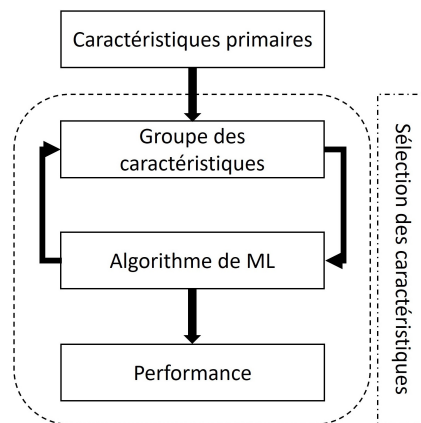 Caractéristiques primaires
Groupe des
caractéristiques
Algorithme de ML
Performance
Sélection des caractéristiques